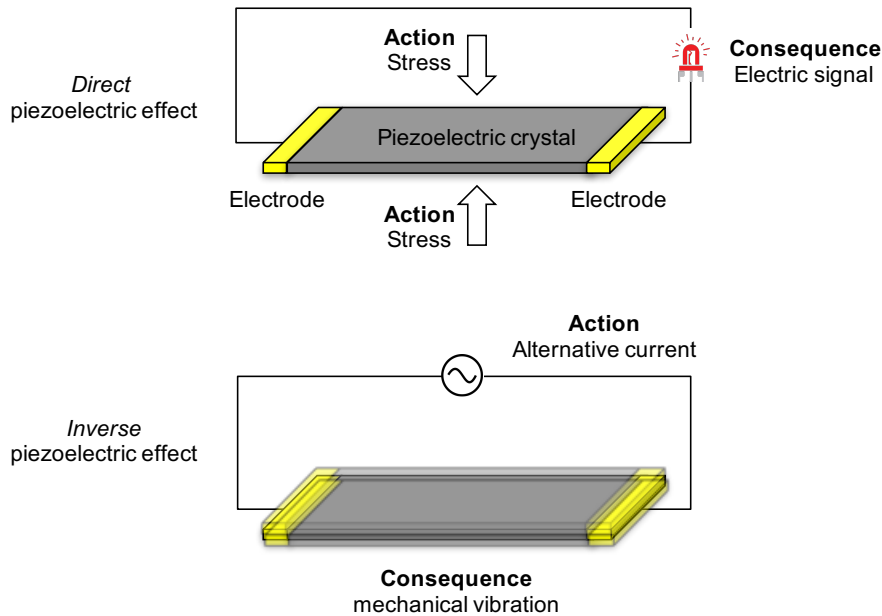 Action
Stress
Consequence
Electric signal
Direct
piezoelectric effect
Piezoelectric crystal
Electrode
Electrode
Action
Stress
Action
Alternative current
Inverse
piezoelectric effect
Consequence
mechanical vibration